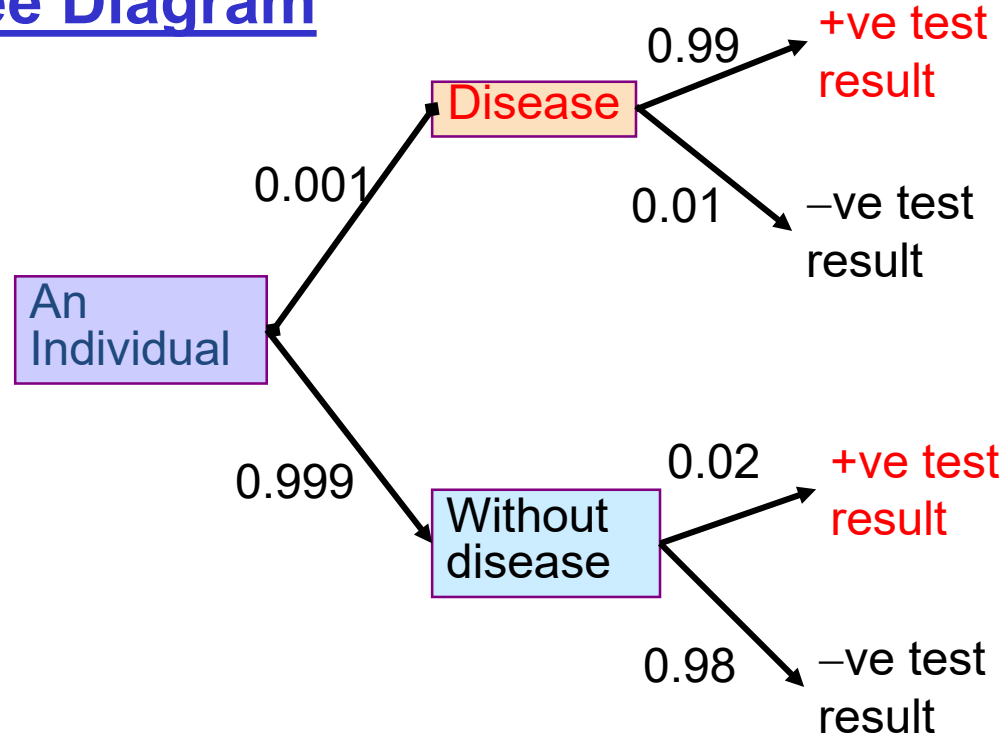 ee Diagram
0.99
+ve test
result
Disease
0.001
0.01
–ve test
result
An
Individual
0.999
0.02
+ve test
result
Without
disease
0.98
–ve test
result